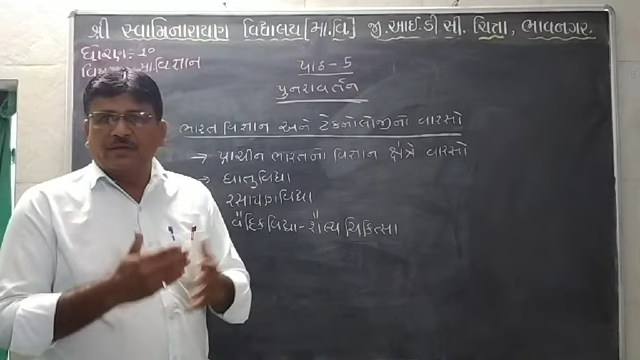 શ્રી સ્વામિનારાયણ વિદ્યાલય [મા.વિ.] જી.આઈ.ડી સી. ચિત્રા, ભાવનગર.
ધોરણ:- ૧૦
પાઠ - 5
પુનરાવર્તન
ભારત વિજ્ઞાન અને ટેકનોલોજીનો વારસો
→ પ્રાચીન ભારતનો વિજ્ઞાન ક્ષેત્રે વારસો
→ ધાતુવિદ્યા
રસાયણવિદ્યા
વૈદિકવિદ્યા - શૈલ્ય ચિકિત્સા